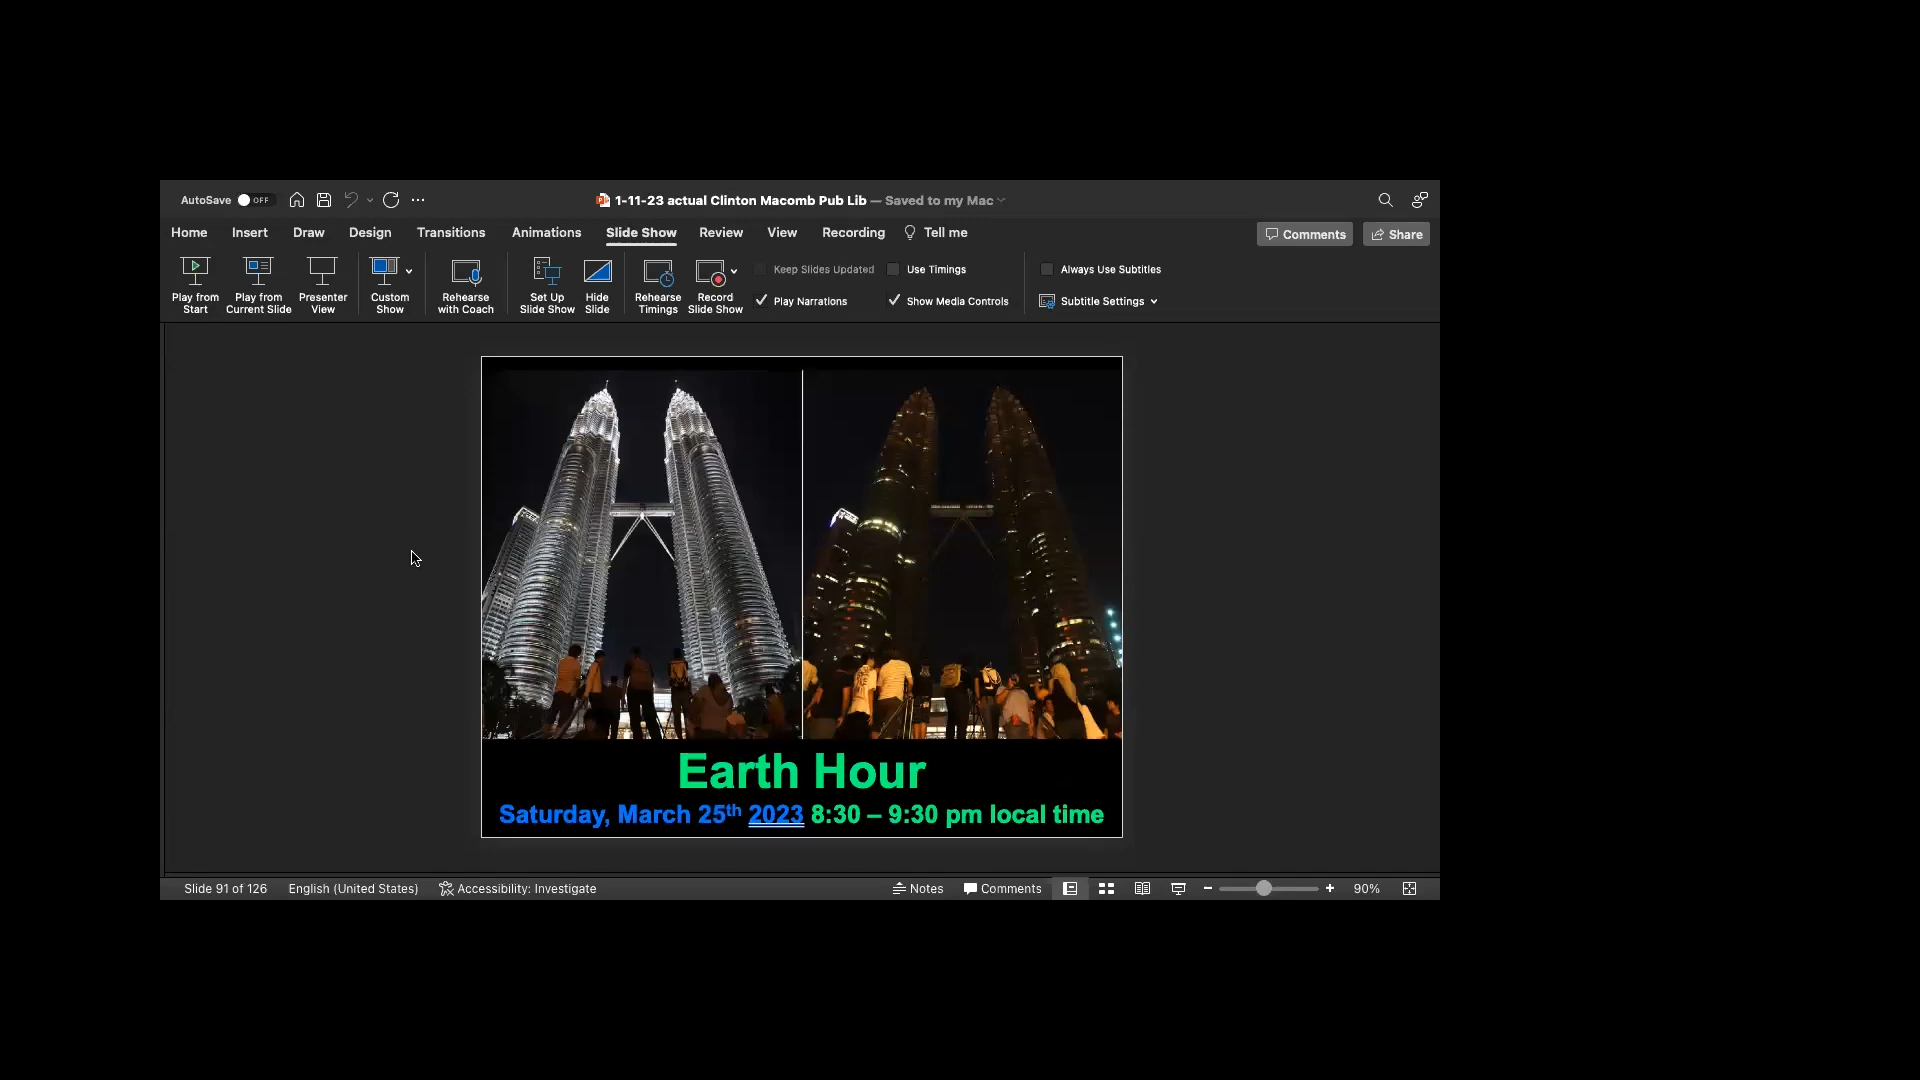 AutoSave OFF
1-11-23 actual Clinton Macomb Pub Lib — Saved to my Mac
Home Insert Draw Design Transitions Animations Slide Show Review View Recording Tell me
Comments Share
Play from Start
Play from Current Slide
Presenter View
Custom Show
Rehearse with Coach
Set Up Slide Show
Hide Slide
Rehearse Timings
Record Slide Show
Keep Slides Updated
Use Timings
Play Narrations
Show Media Controls
Always Use Subtitles
Subtitle Settings
Earth Hour
Saturday, March 25th 2023 8:30 – 9:30 pm local time
Slide 91 of 126 English (United States) Accessibility: Investigate Notes Comments 90%